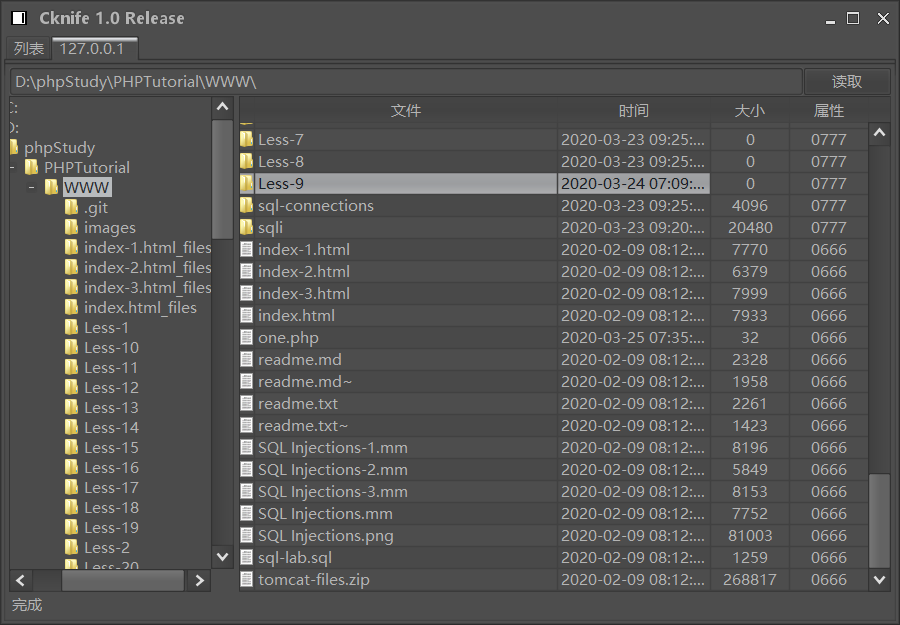 Cknife 1.0 Release
列表 127.0.0.1
D:\phpStudy\PHPTutorial\WWW\ 读取
phpStudy
PHPTutorial
WWW
.git
images
index-1.html_files
index-2.html_files
index-3.html_files
index.html_files
Less-1
Less-10
Less-11
Less-12
Less-13
Less-14
Less-15
Less-16
Less-17
Less-18
Less-19
Less-2
Less-20
文件 时间 大小 属性
Less-7 2020-03-23 09:25:... 0 0777
Less-8 2020-03-23 09:25:... 0 0777
Less-9 2020-03-24 07:09:... 0 0777
sql-connections 2020-03-23 09:25:... 4096 0777
sqli 2020-03-23 09:20:... 20480 0777
index-1.html 2020-02-09 08:12:... 7770 0666
index-2.html 2020-02-09 08:12:... 6379 0666
index-3.html 2020-02-09 08:12:... 7999 0666
index.html 2020-02-09 08:12:... 7933 0666
one.php 2020-03-25 07:35:... 32 0666
readme.md 2020-02-09 08:12:... 2328 0666
readme.md~ 2020-02-09 08:12:... 1958 0666
readme.txt 2020-02-09 08:12:... 2261 0666
readme.txt~ 2020-02-09 08:12:... 1423 0666
SQL Injections-1.mm 2020-02-09 08:12:... 8196 0666
SQL Injections-2.mm 2020-02-09 08:12:... 5849 0666
SQL Injections-3.mm 2020-02-09 08:12:... 8153 0666
SQL Injections.mm 2020-02-09 08:12:... 7752 0666
SQL Injections.png 2020-02-09 08:12:... 81003 0666
sql-lab.sql 2020-02-09 08:12:... 1259 0666
tomcat-files.zip 2020-02-09 08:12:... 268817 0666
完成